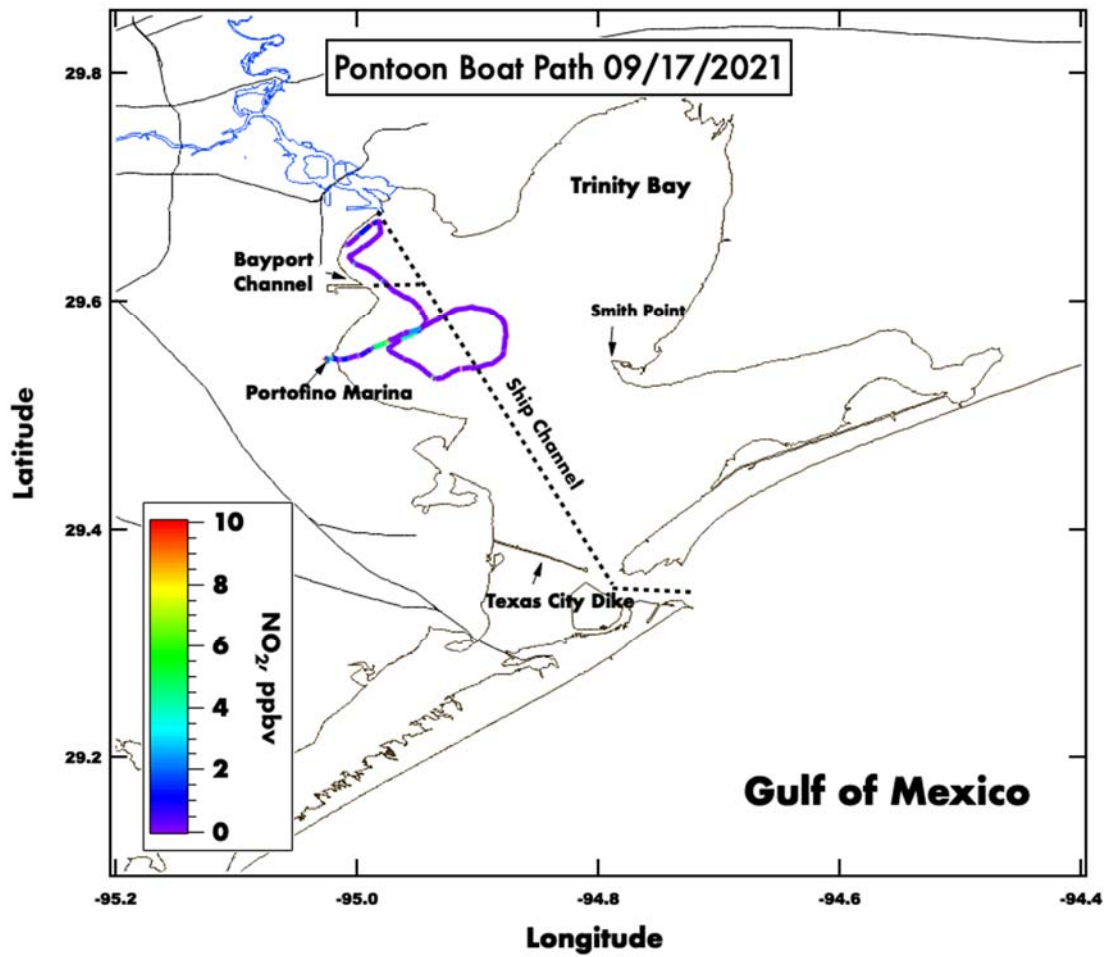 Pontoon Boat Path 09/17/2021
29.8
29.6
29.4
29.2
Latitude
Trinity Bay
Bayport
Channel
Smith Point
Portofino Marina
Ship Channel
Texas City Dike
10
8
6
4
2
0
NO2, ppbv
Gulf of Mexico
-95.2
-95.0
-94.8
-94.6
-94.4
Longitude